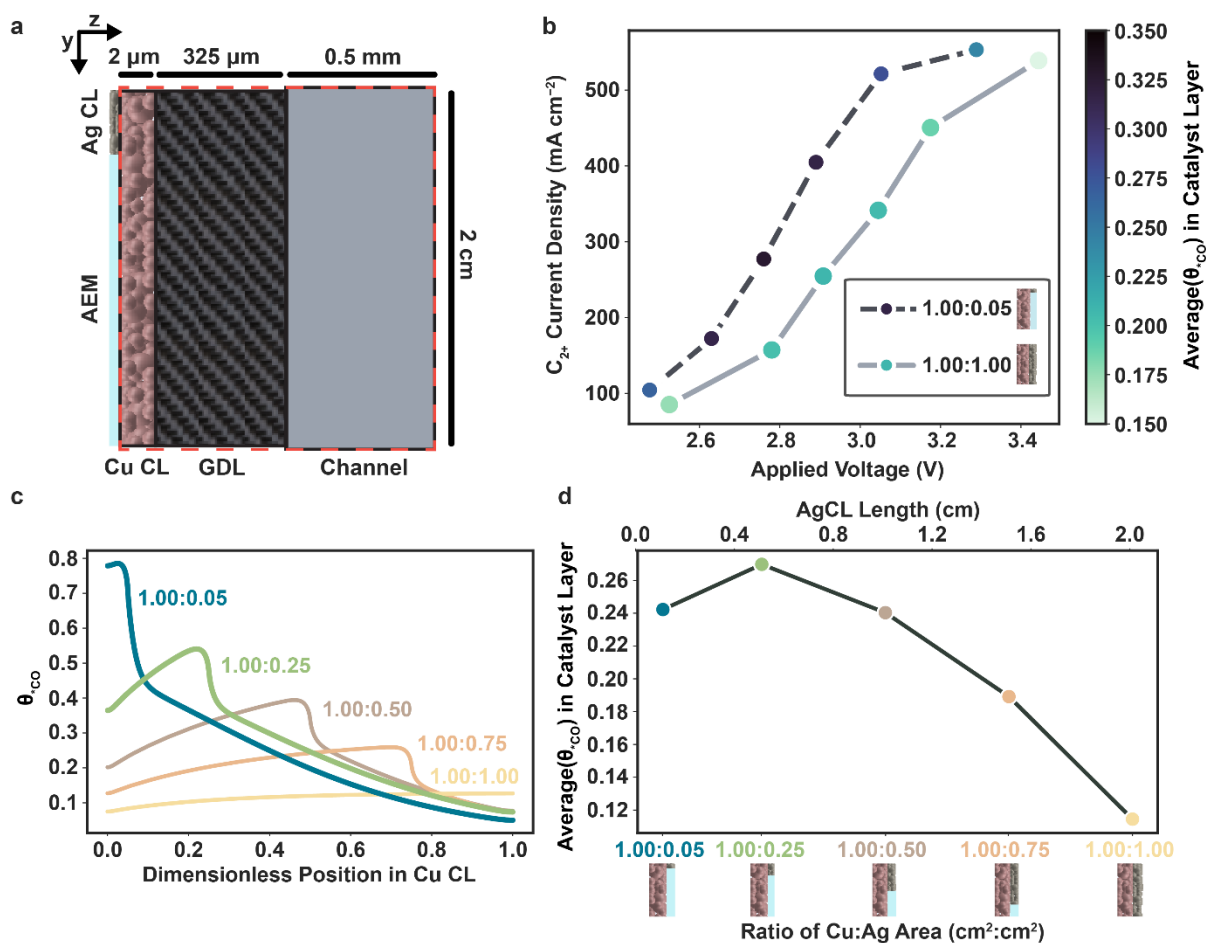 a
z
y
2 µm
325 µm
0.5 mm
Ag CL
AEM
2 cm
Cu CL
GDL
Channel
b
C2+ Current Density (mA cm−2)
500
400
300
200
100
2.6
2.8
3.0
3.2
3.4
Applied Voltage (V)
1.00:0.05
1.00:1.00
0.350
0.325
0.300
0.275
0.250
0.225
0.200
0.175
0.150
Average(θ*CO) in Catalyst Layer
c
θ*CO
0.8
0.7
0.6
0.5
0.4
0.3
0.2
0.1
1.00:0.05
1.00:0.25
1.00:0.50
1.00:0.75
1.00:1.00
0.0
0.2
0.4
0.6
0.8
1.0
Dimensionless Position in Cu CL
d
AgCL Length (cm)
0.0
0.4
0.8
1.2
1.6
2.0
Average(θ*CO) in Catalyst Layer
0.26
0.24
0.22
0.20
0.18
0.16
0.14
0.12
1.00:0.05
1.00:0.25
1.00:0.50
1.00:0.75
1.00:1.00
Ratio of Cu:Ag Area (cm2:cm2)